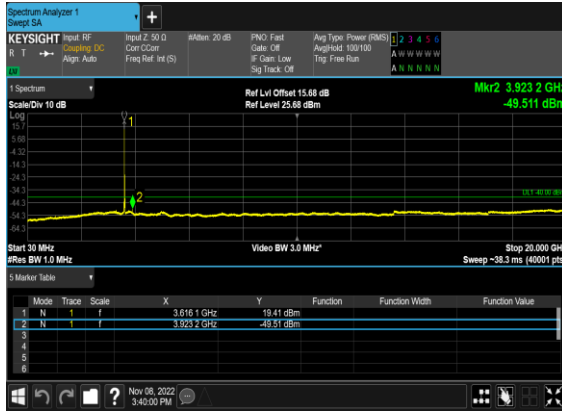 Spectrum Analyzer 1
Swept SA
KEYSIGHT Input: RF Input Z: 50 Ω #Atten: 20 dB PNO: Fast Avg Type: Power (RMS) 1 2 3 4 5 6
R T Coupling: DC Corr CCorr Gate: Off Avg|Hold: 100/100 A W W W W W
Align: Auto Freq Ref: Int (S) IF Gain: Low Trig: Free Run
Sig Track: Off A N N N N N
1 Spectrum Ref Lvl Offset 15.68 dB Mkr2 3.923 2 GHz
Scale/Div 10 dB Ref Level 25.68 dBm -49.511 dBm
Log
15.7
5.68
-4.32
-14.3
-24.3
-34.3
-44.3
-54.3
-64.3
1
2
Start 30 MHz Video BW 3.0 MHz* Stop 20.000 GH
#Res BW 1.0 MHz Sweep ~38.3 ms (40001 pts
5 Marker Table
Mode Trace Scale X Y Function Function Width Function Value
1 N 1 f 3.616 1 GHz 19.41 dBm
2 N 1 f 3.923 2 GHz -49.51 dBm
3
4
5
6
? Nov 08, 2022
3:40:00 PM